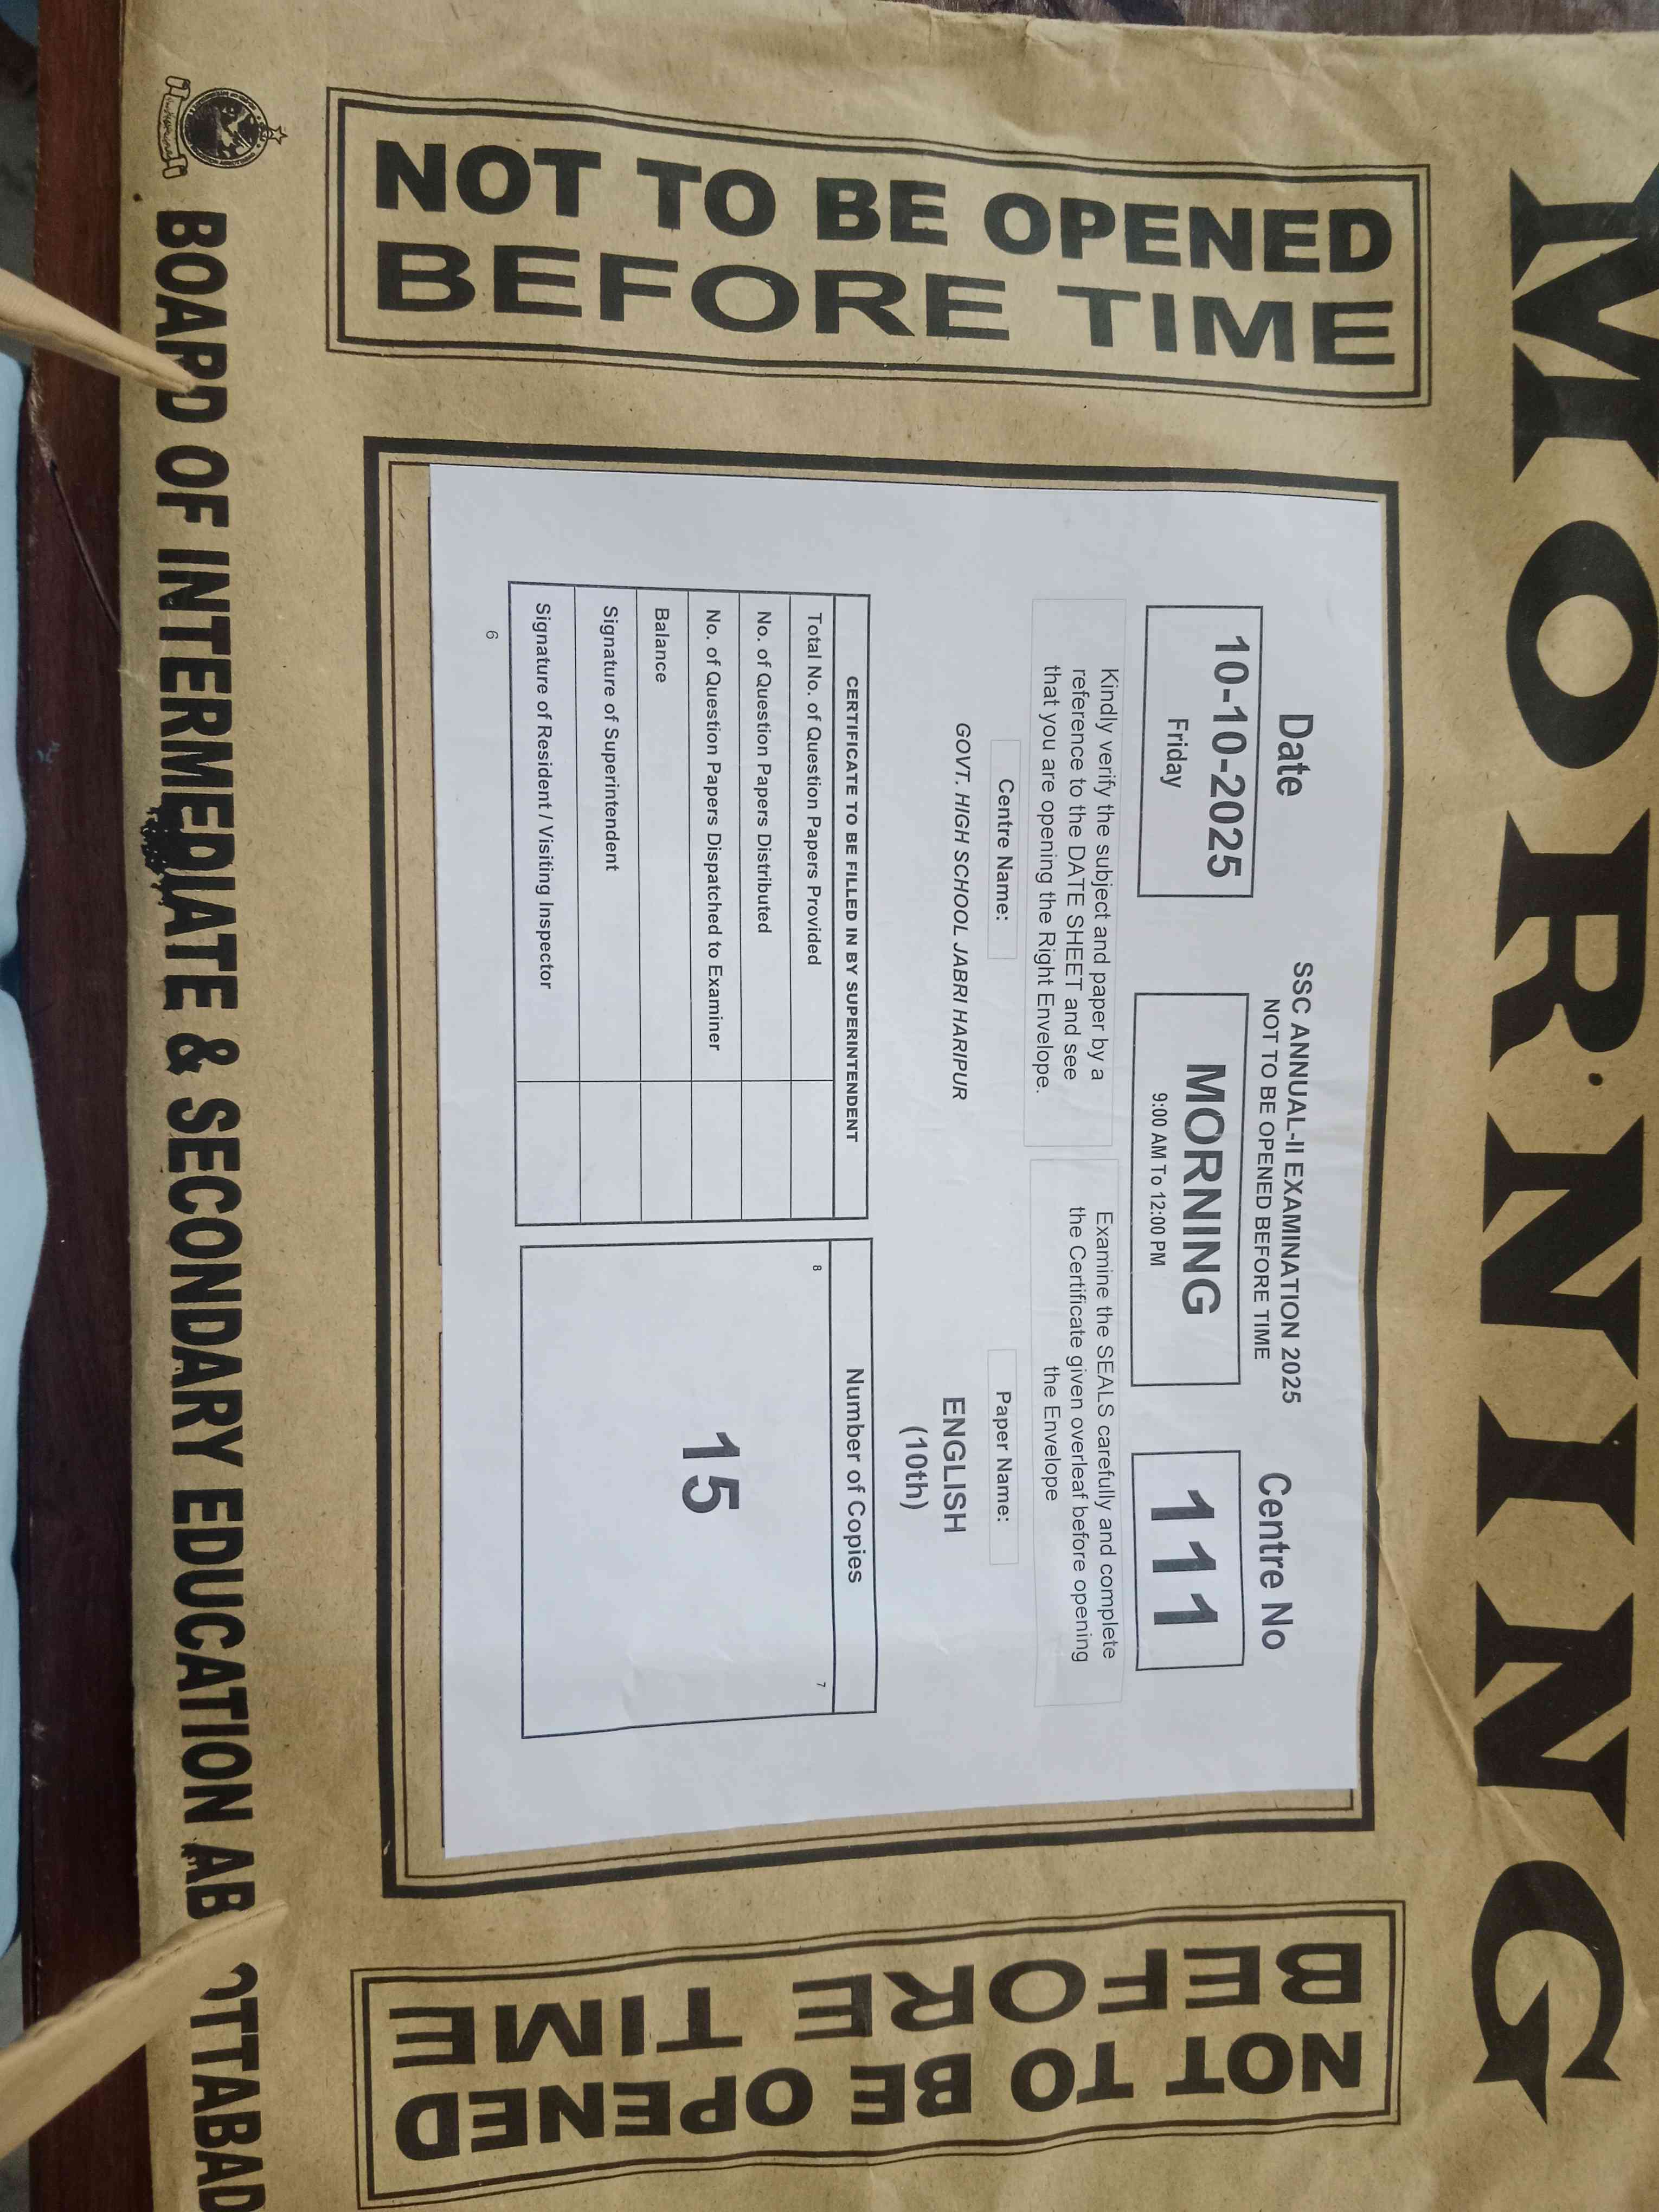 MORNING
NOT TO BE OPENED
BEFORE TIME
Date
10-10-2025
Friday
SSC ANNUAL-II EXAMINATION 2025
NOT TO BE OPENED BEFORE TIME
MORNING
9:00 AM To 12:00 PM
Centre No
111
Kindly verify the subject and paper by a
reference to the DATE SHEET and see
that you are opening the Right Envelope.
Examine the SEALS carefully and complete
the Certificate given overleaf before opening
the Envelope
Centre Name:
GOVT. HIGH SCHOOL JABRI HARIPUR
Paper Name:
ENGLISH
(10th)
CERTIFICATE TO BE FILLED IN BY SUPERINTENDENT
Total No. of Question Papers Provided
No. of Question Papers Distributed
No. of Question Papers Dispatched to Examiner
Balance
Signature of Superintendent
Signature of Resident / Visiting Inspector
6
Number of Copies
8
7
15
NOT TO BE OPENED
BEFORE TIME
BOARD OF INTERMEDIATE & SECONDARY EDUCATION AB OTTABAD